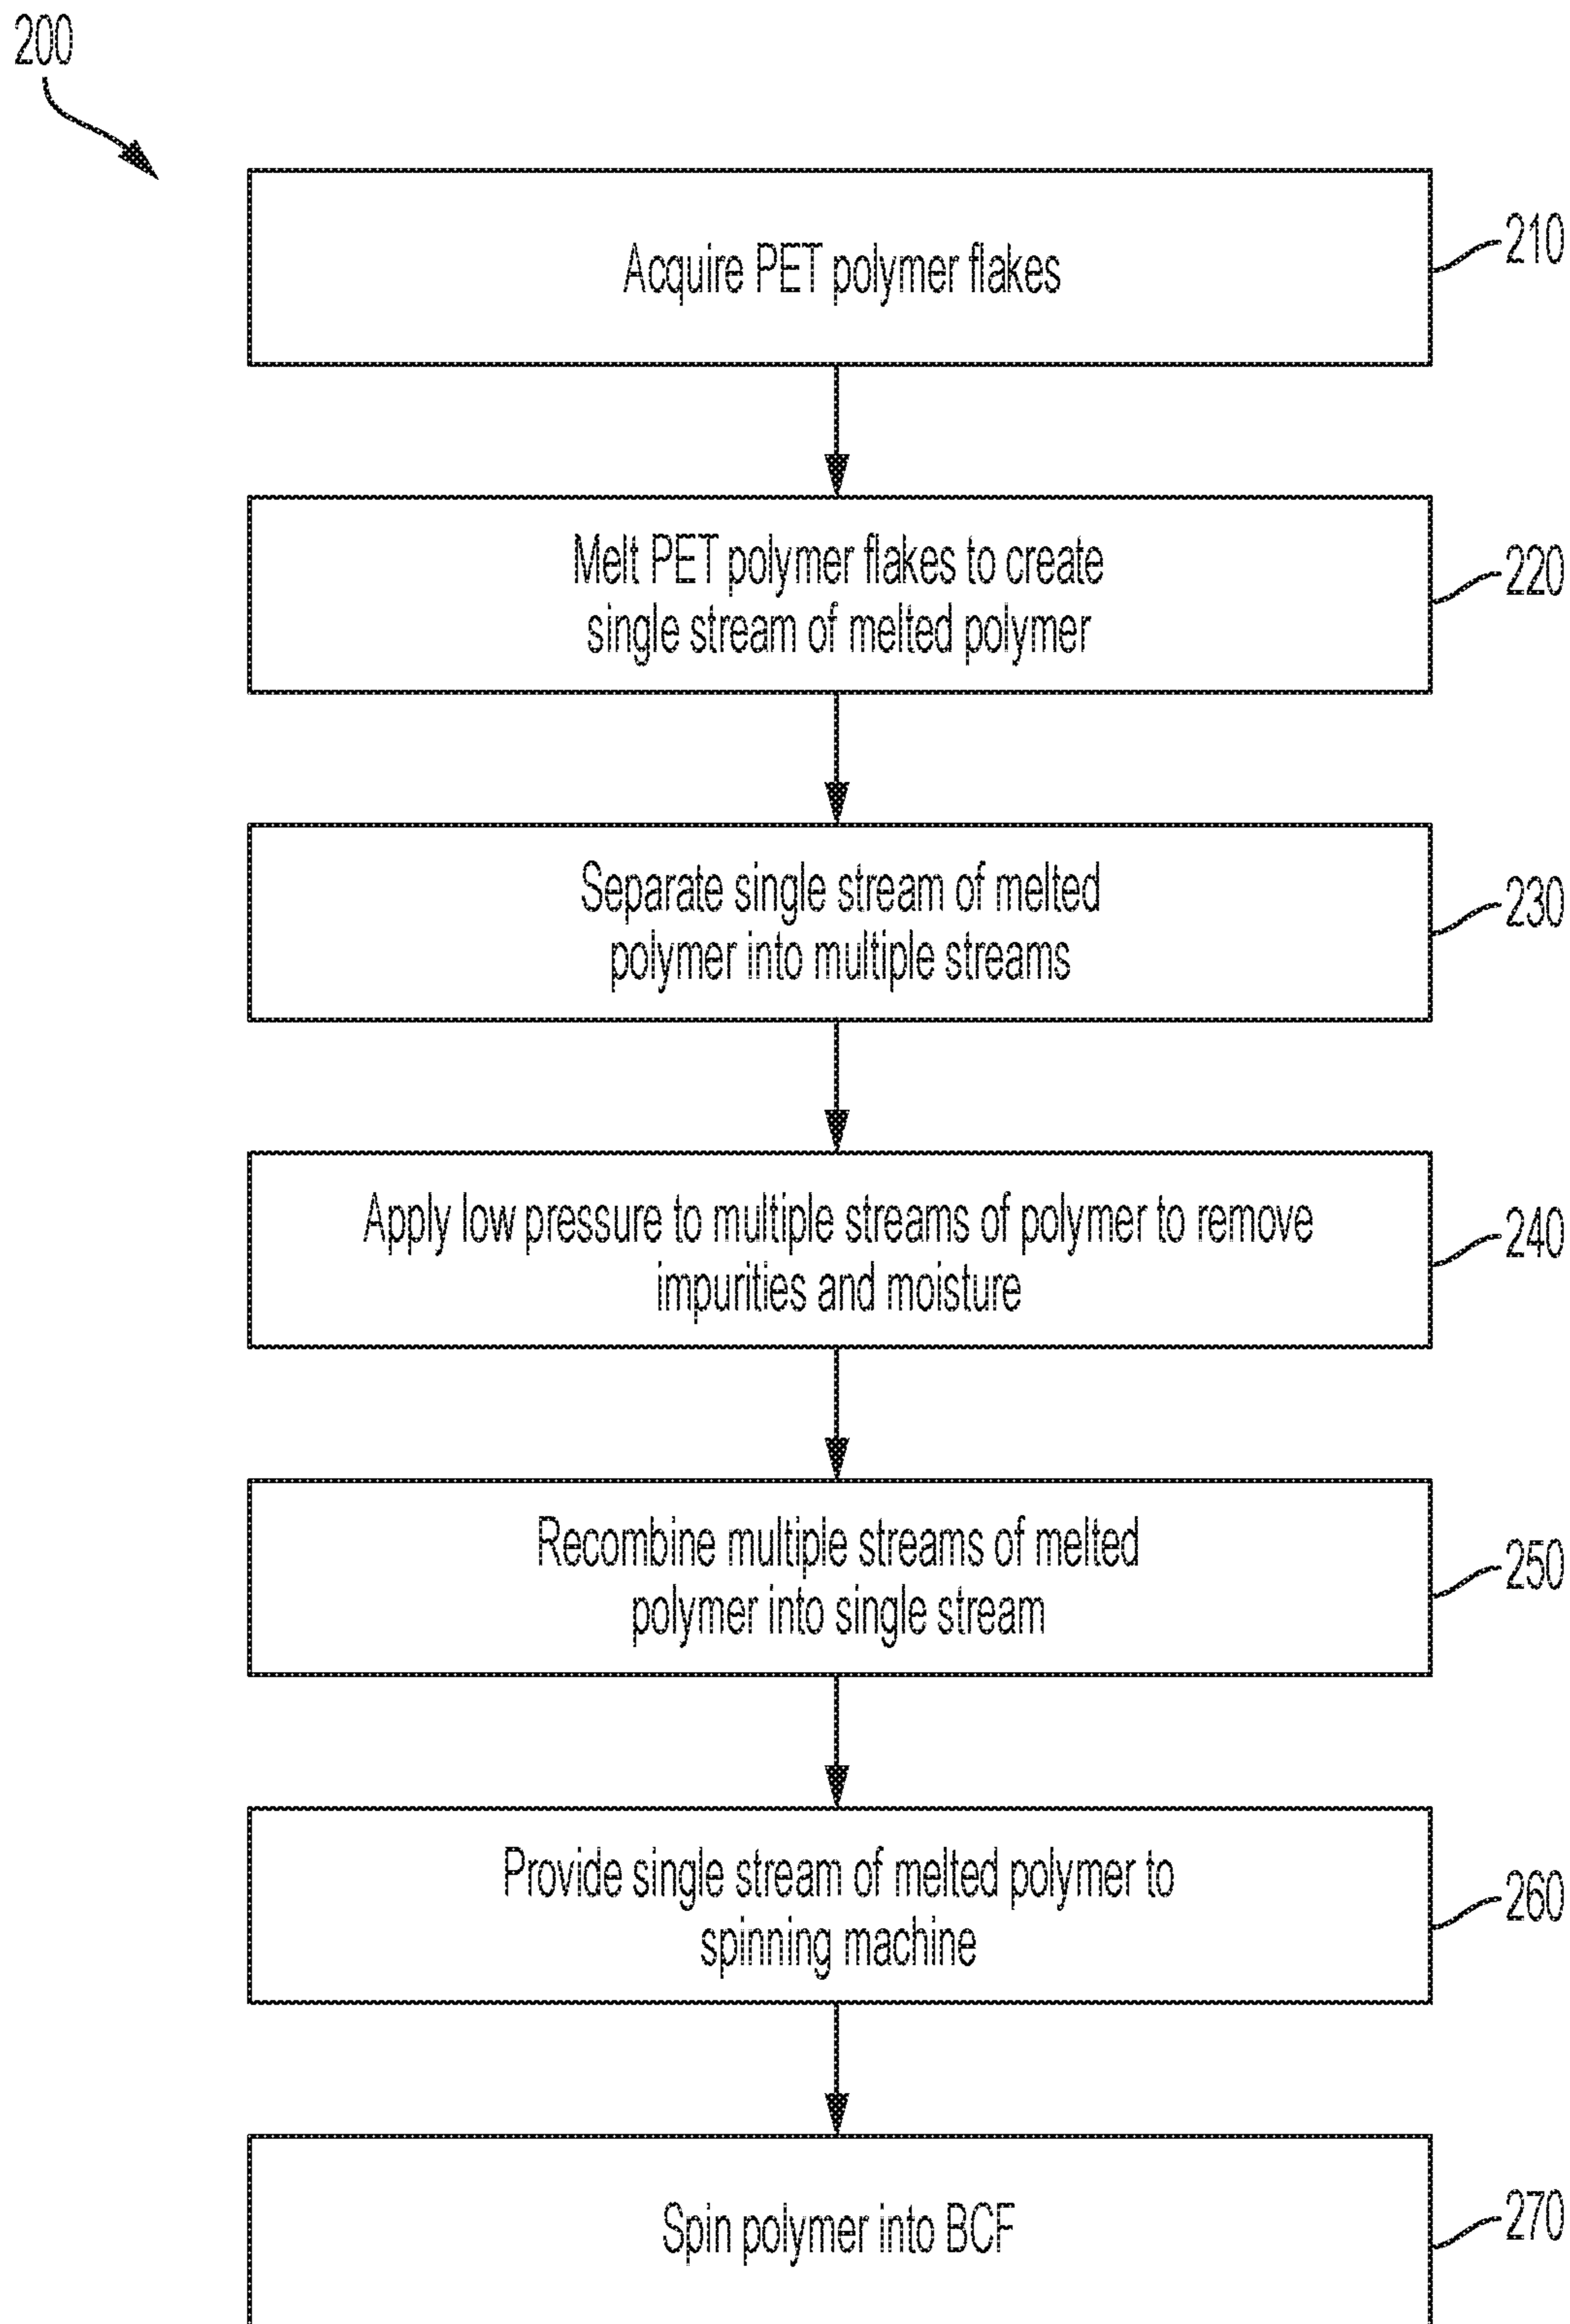 200
Acquire PET polymer flakes
210
Melt PET polymer flakes to create
single stream of melted polymer
220
Separate single stream of melted
polymer into multiple streams
230
Apply low pressure to multiple streams of polymer to remove
impurities and moisture
240
Recombine multiple streams of melted
polymer into single stream
250
Provide single stream of melted polymer to
spinning machine
260
Spin polymer into BCF
270